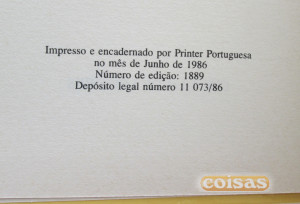 Impresso e encadernado por Printer Portuguesa
no mês de Junho de 1986
Número de edição: 1889
Depósito legal número 11 073/86
coisas